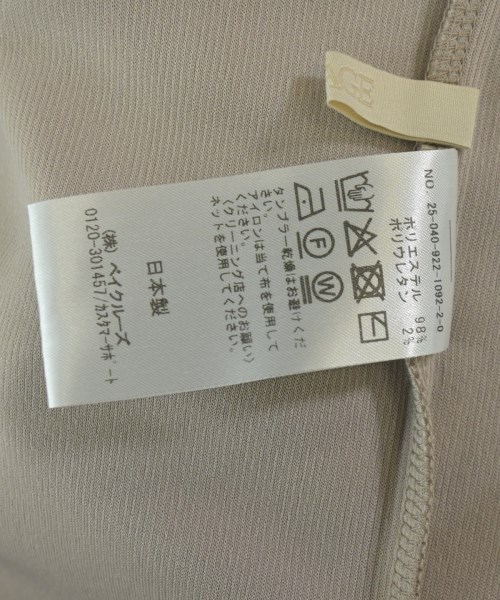 NO. 25-040-922-1092-2-0
ポリエステル 98%
ポリウレタン 2%
F
W
タンブラー乾燥はお避けくだ
さい。
アイロンは当て布を使用して
ください。
〈クリーニング店へのお願い〉
ネットを使用してください。
日本製
(株) ベイクルーズ
0120-301457/カスタマーサポート